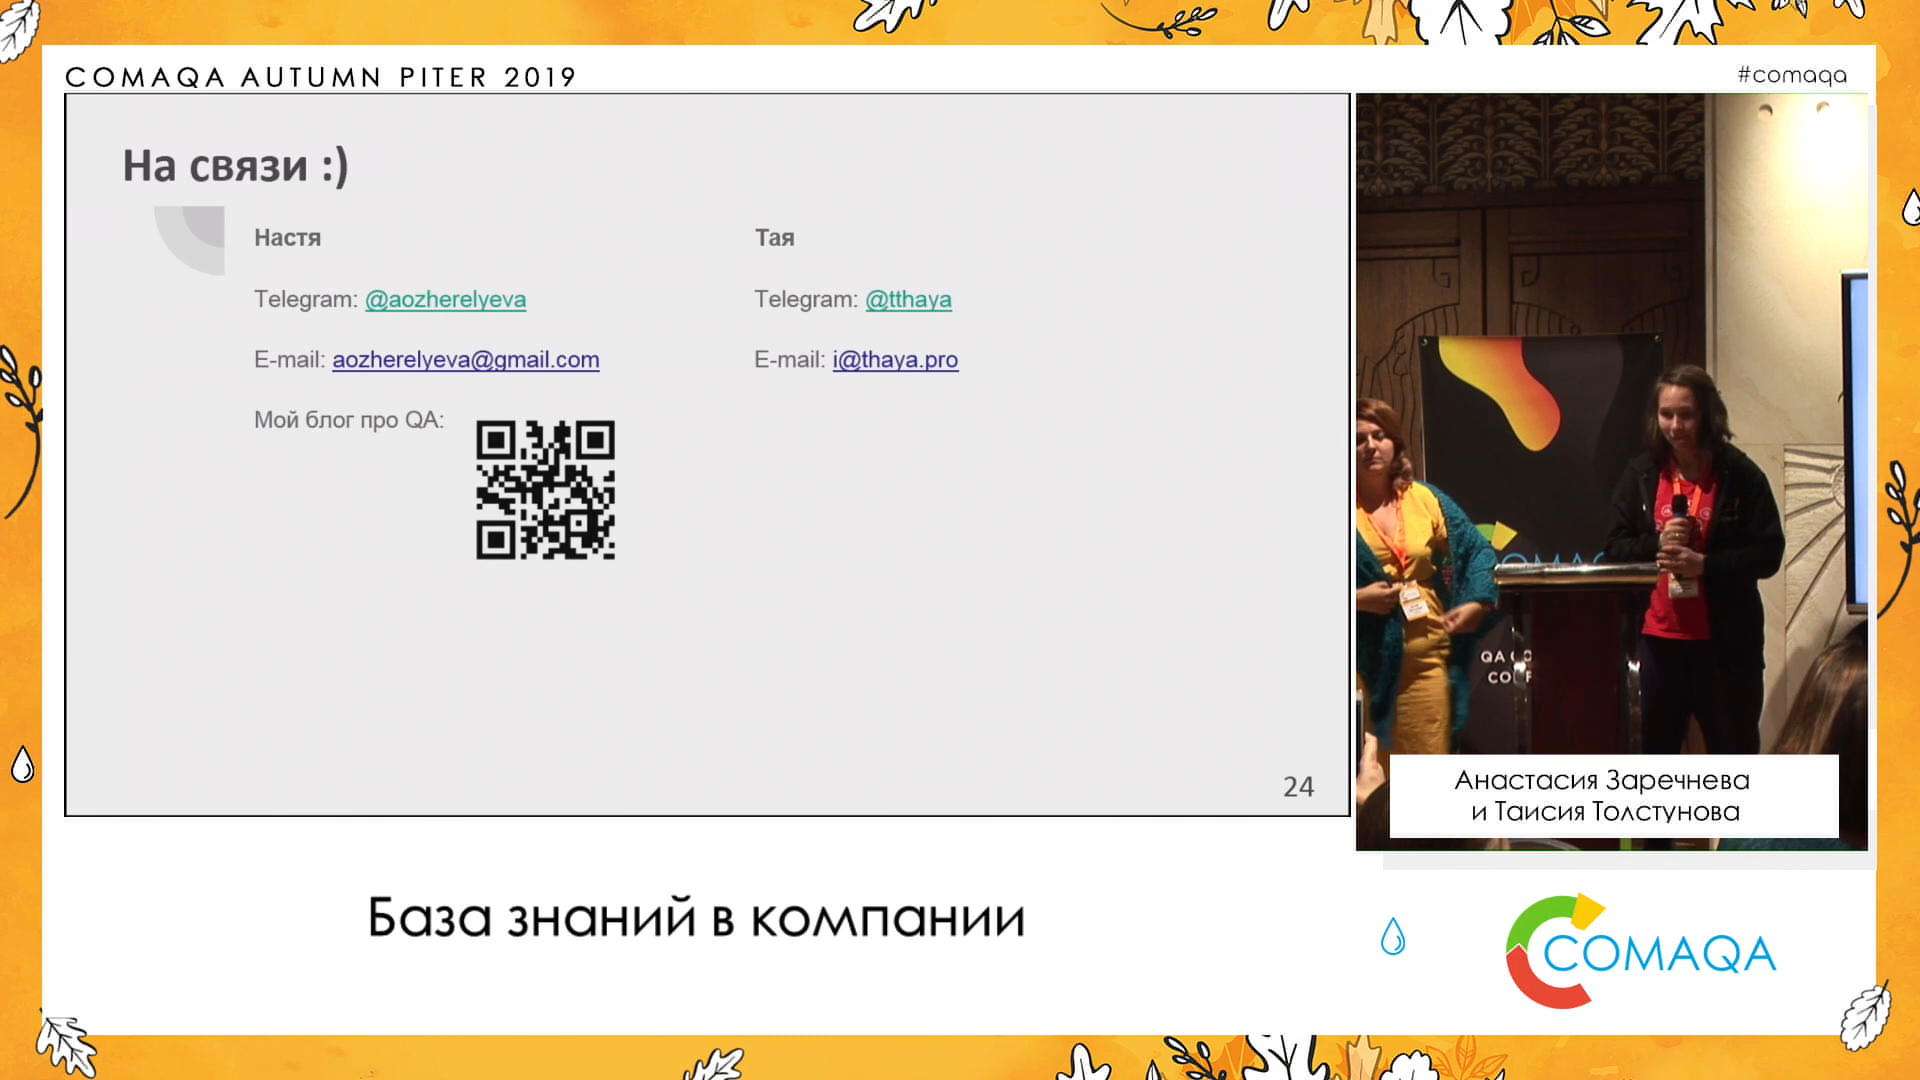 COMAQA AUTUMN PITER 2019
#comaqa
На связи :)
Настя
Telegram: @aozherelyeva
E-mail: aozherelyeva@gmail.com
Мой блог про QA:
Тая
Telegram: @tthaya
E-mail: i@thaya.pro
24
QA
Анастасия Заречнева
и Таисия Толстунова
База знаний в компании
COMAQA